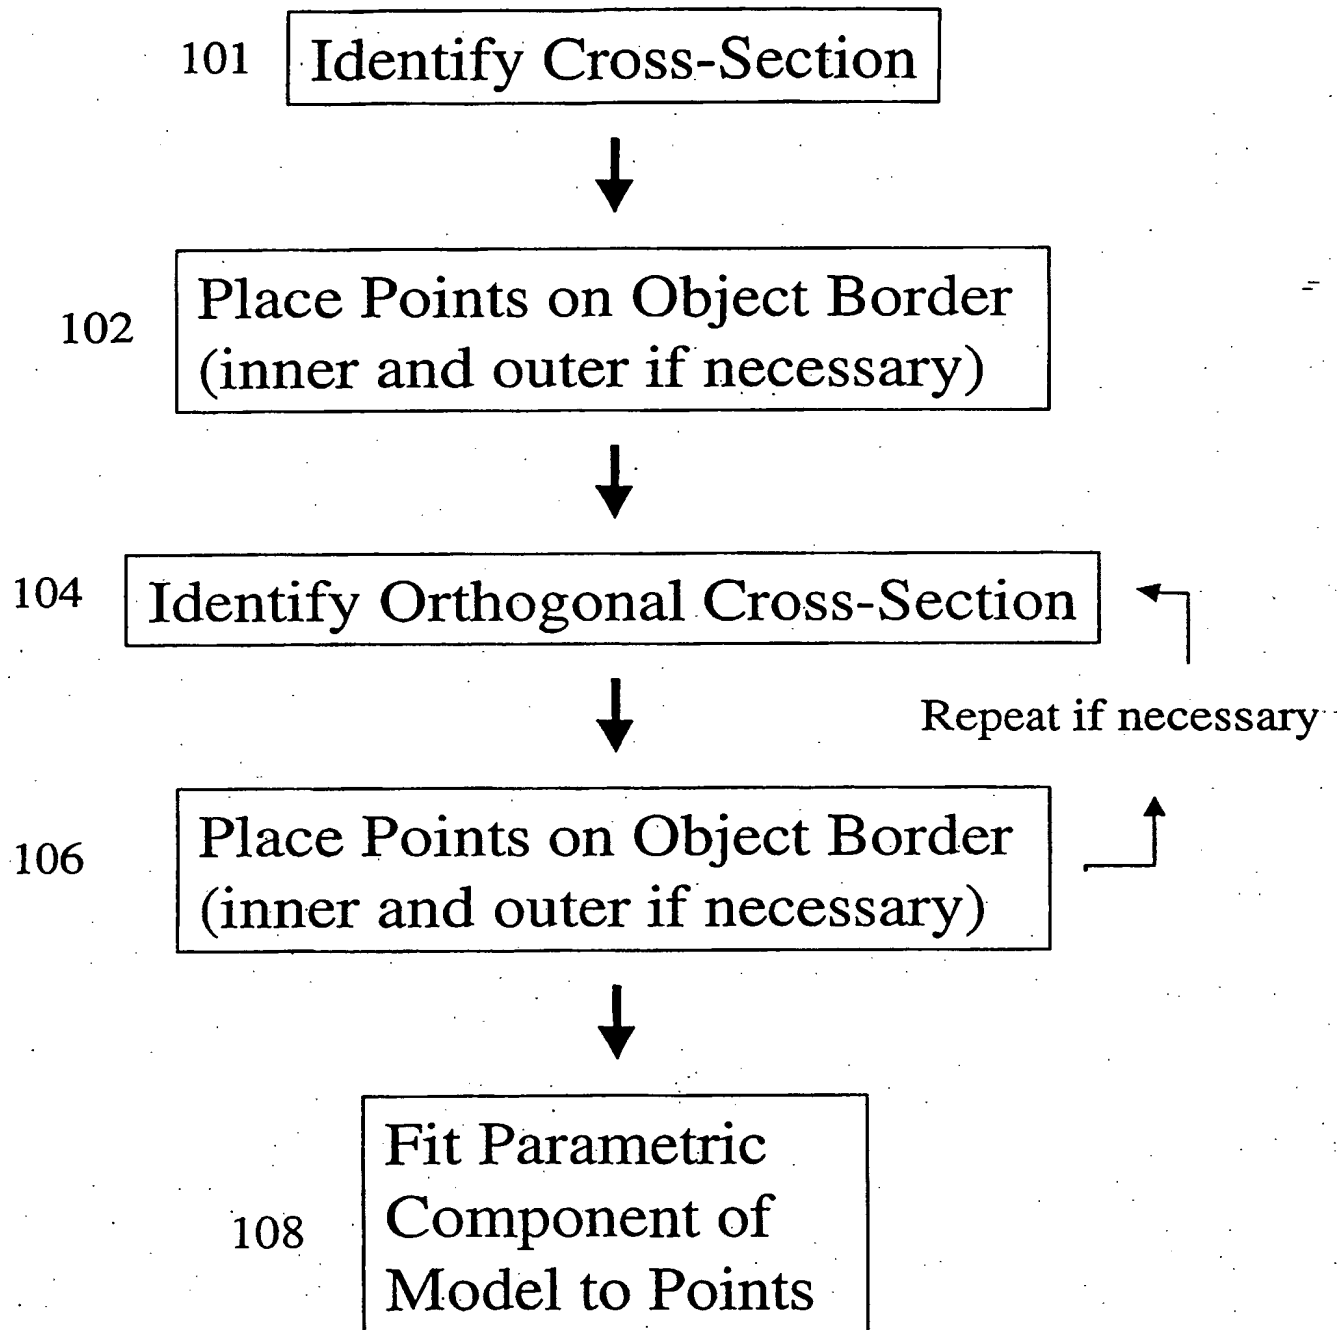 101 Identify Cross-Section
102 Place Points on Object Border
(inner and outer if necessary)
104 Identify Orthogonal Cross-Section
Repeat if necessary
106 Place Points on Object Border
(inner and outer if necessary)
108 Fit Parametric
Component of
Model to Points